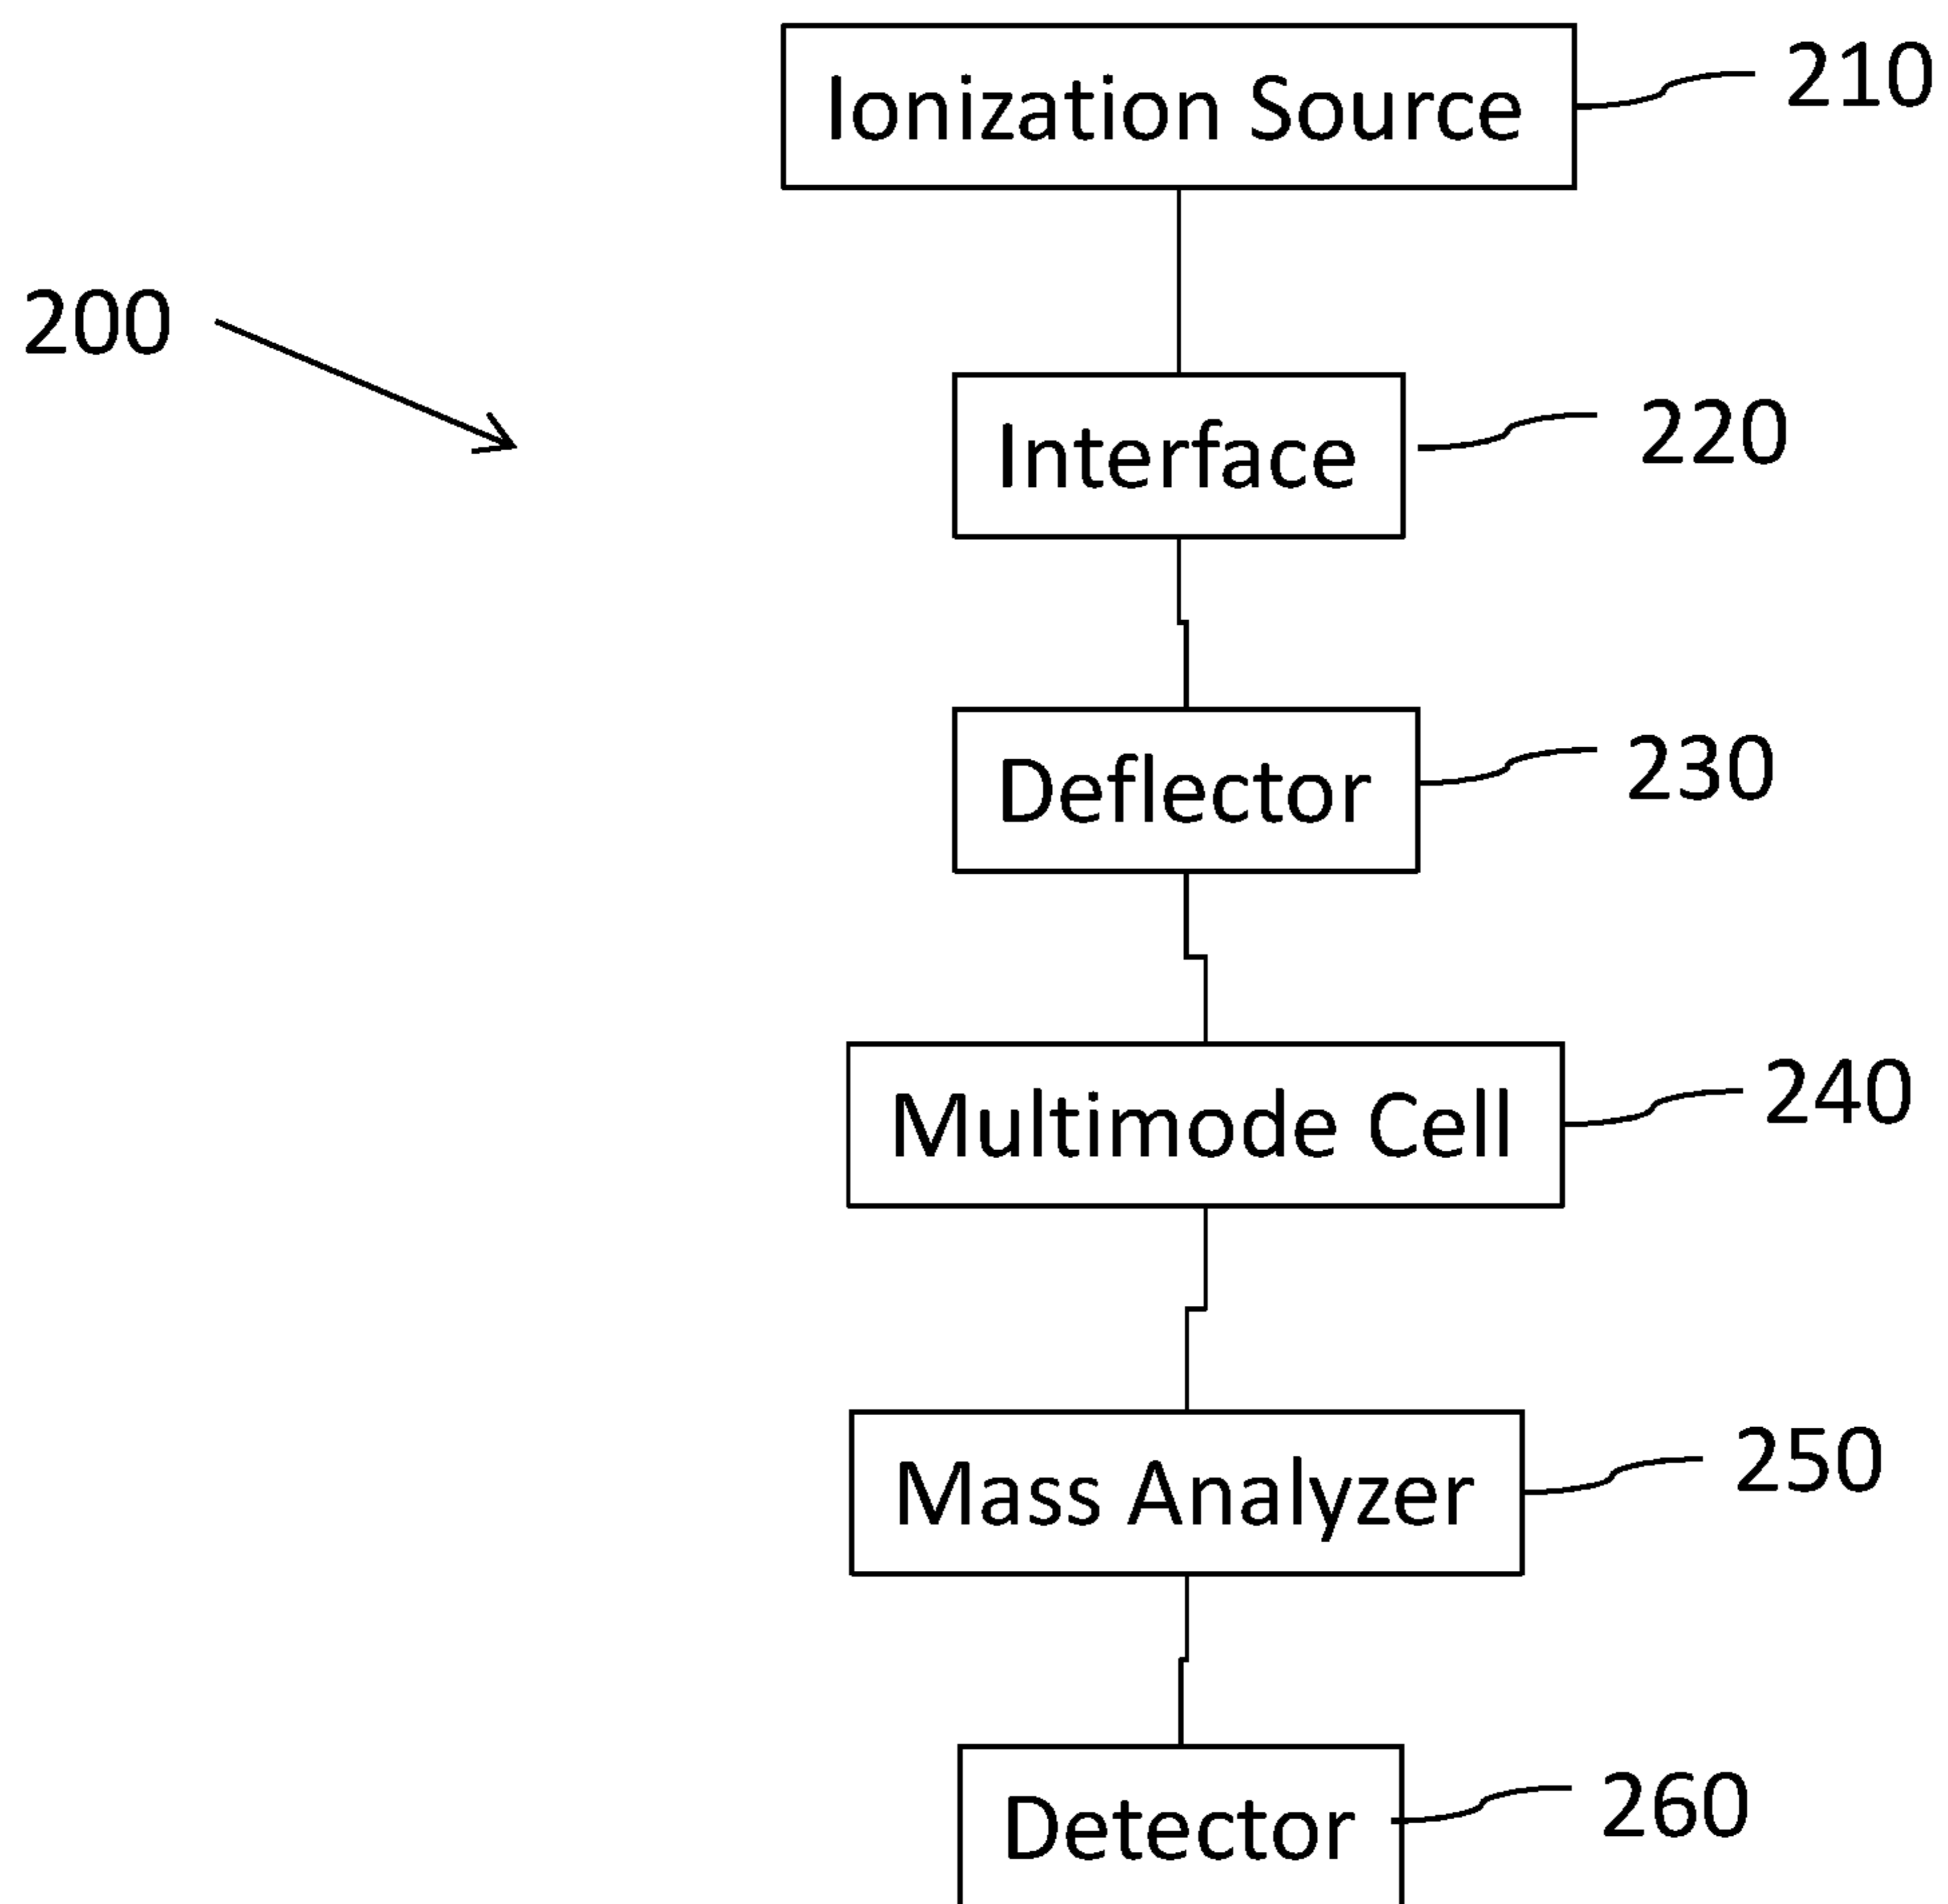 Ionization Source 210
200
Interface 220
Deflector 230
Multimode Cell 240
Mass Analyzer 250
Detector 260